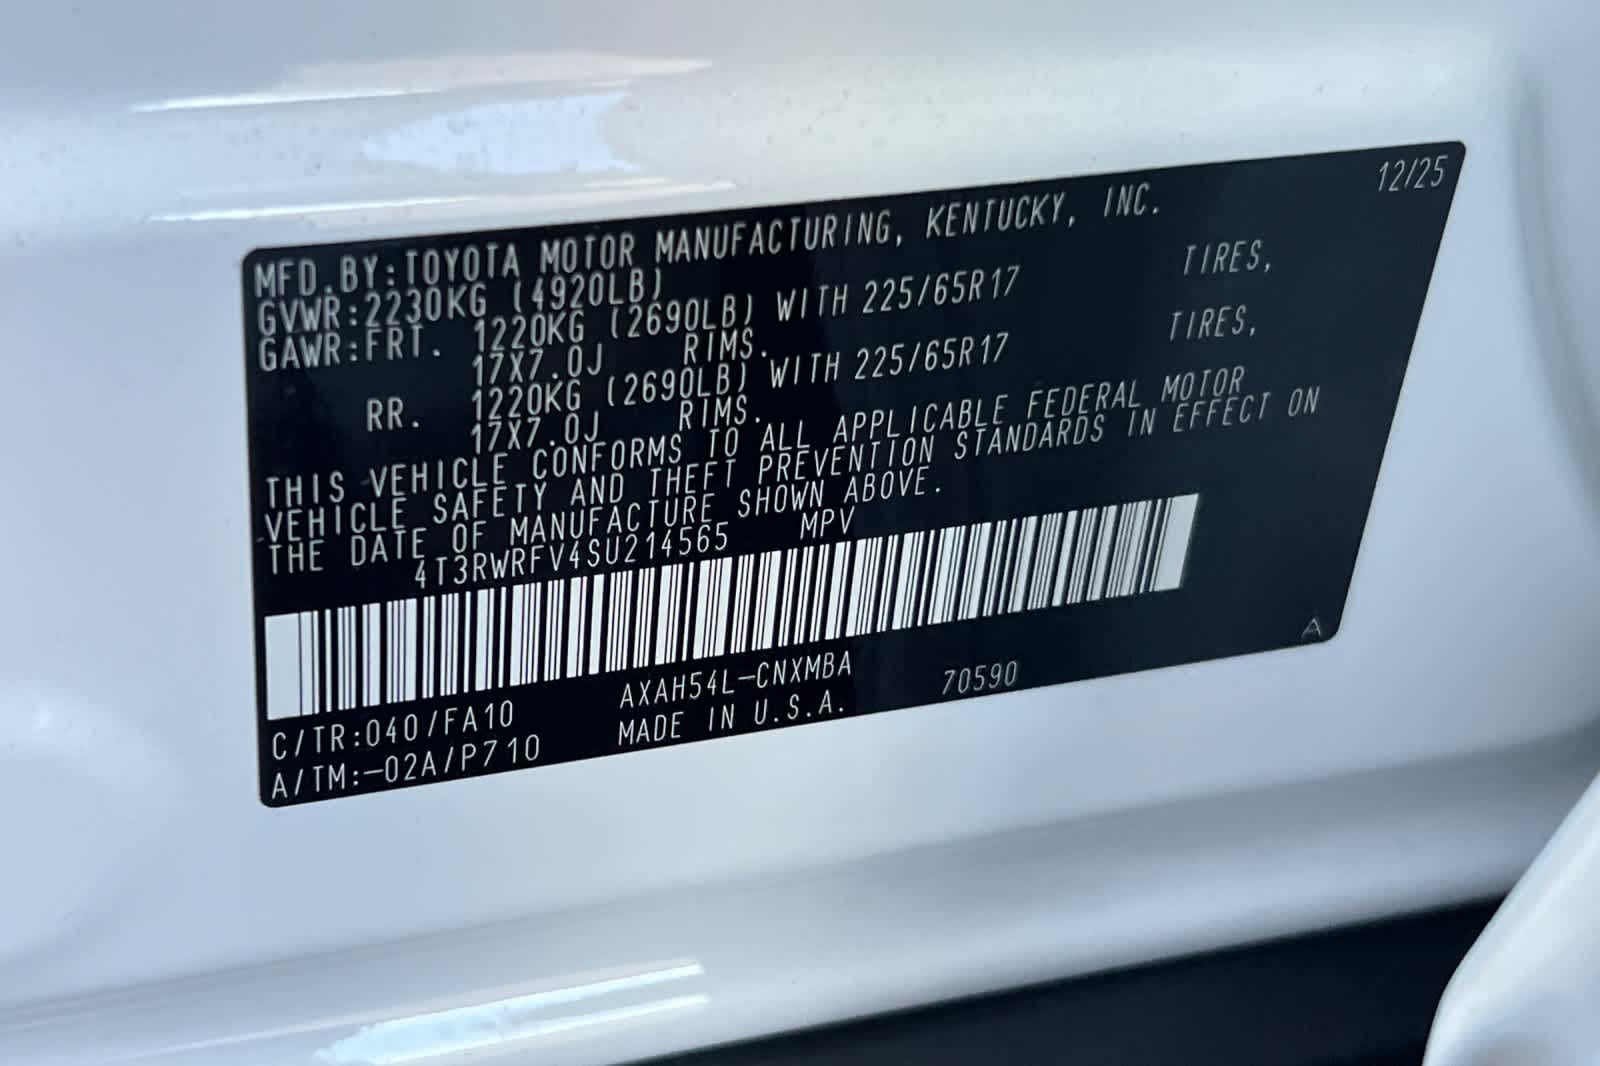 12/25
MFD.BY:TOYOTA MOTOR MANUFACTURING, KENTUCKY, INC.
GVWR:2230KG (4920LB)
GAWR:FRT. 1220KG (2690LB) WITH 225/65R17 TIRES,
17X7.0J RIMS.
RR. 1220KG (2690LB) WITH 225/65R17 TIRES,
17X7.0J RIMS.
THIS VEHICLE CONFORMS TO ALL APPLICABLE FEDERAL MOTOR
VEHICLE SAFETY AND THEFT PREVENTION STANDARDS IN EFFECT ON
THE DATE OF MANUFACTURE SHOWN ABOVE.
4T3RWRFV4SU214565 MPV
C/TR:040/FA10 AXAH54L-CNXMBA 70590 A
A/TM:-02A/P710 MADE IN U.S.A.